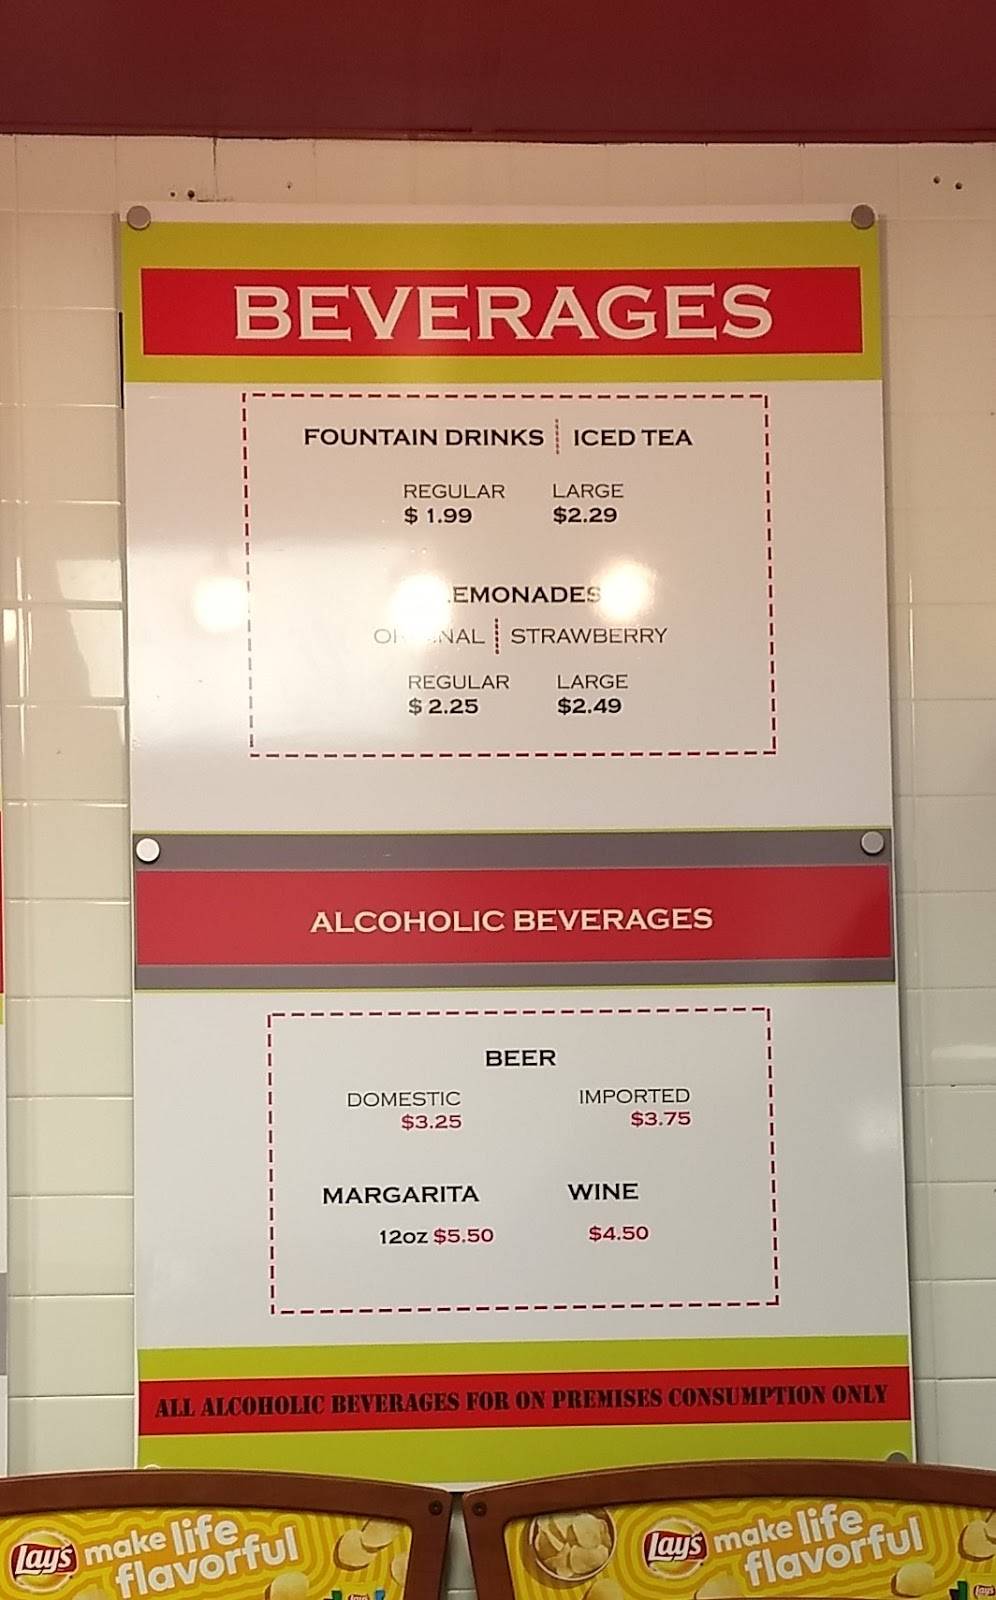 BEVERAGES
FOUNTAIN DRINKS ICED TEA
REGULAR LARGE
$ 1.99 $2.29
STRAWBERRY
REGULAR LARGE
$ 2.25 $2.49
ALCOHOLIC BEVERAGES
BEER
DOMESTIC IMPORTED
$3.25 $3.75
MARGARITA WINE
12oz $5.50 $4.50
ALL ALCOHOLIC BEVERAGES FOR ON PREMISES CONSUMPTION ONLY
Lay's make life flavorful
Lay's make life flavorful